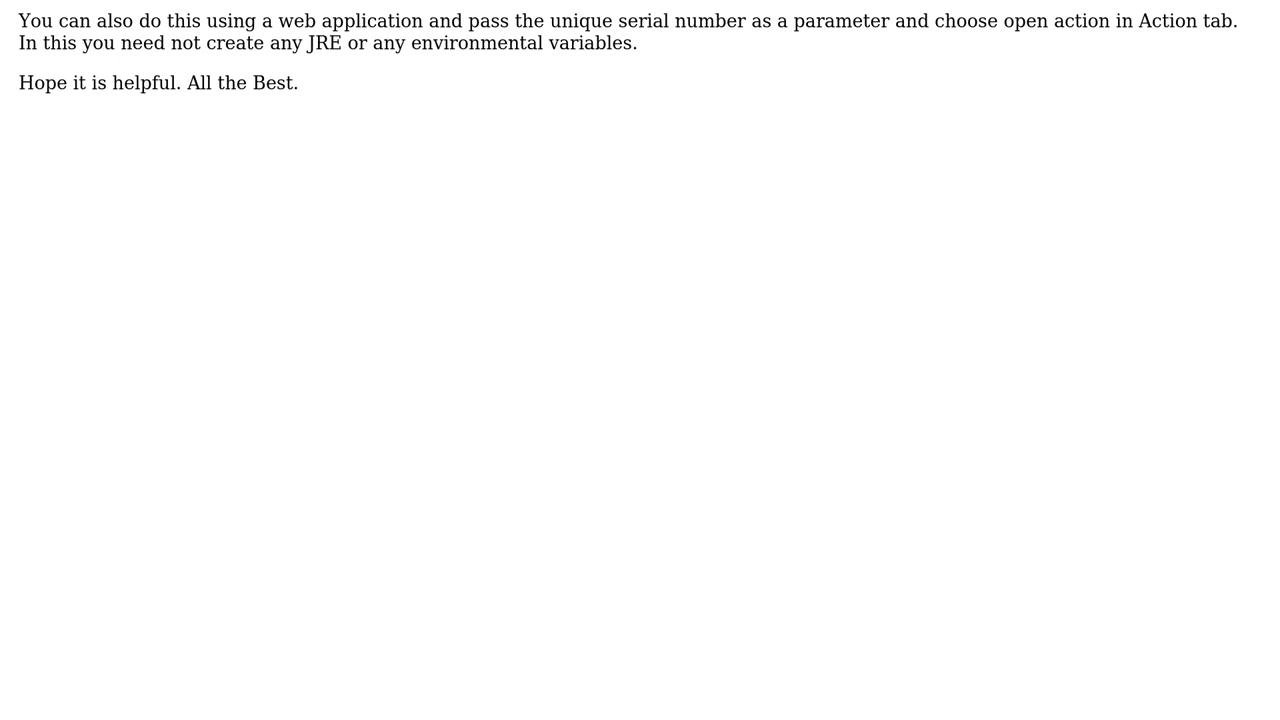 You can also do this using a web application and pass the unique serial number as a parameter and choose open action in Action tab.
In this you need not create any JRE or any environmental variables.
Hope it is helpful. All the Best.